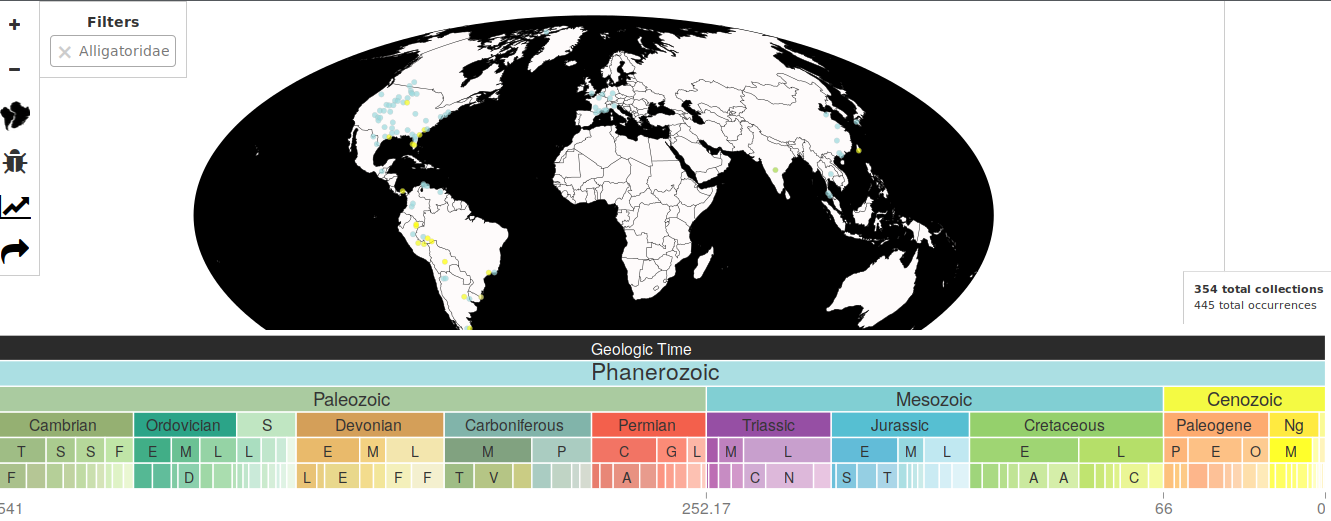 +
Filters
× Alligatoridae
−
354 total collections
445 total occurrences
Geologic Time
Phanerozoic
Paleozoic Mesozoic Cenozoic
Cambrian Ordovician S Devonian Carboniferous Permian Triassic Jurassic Cretaceous Paleogene Ng
T S S F E M L L E M L M P C G L M L E M L E L P E O M
F D L E F F T V A C N S T A A C
541 252.17 66 0